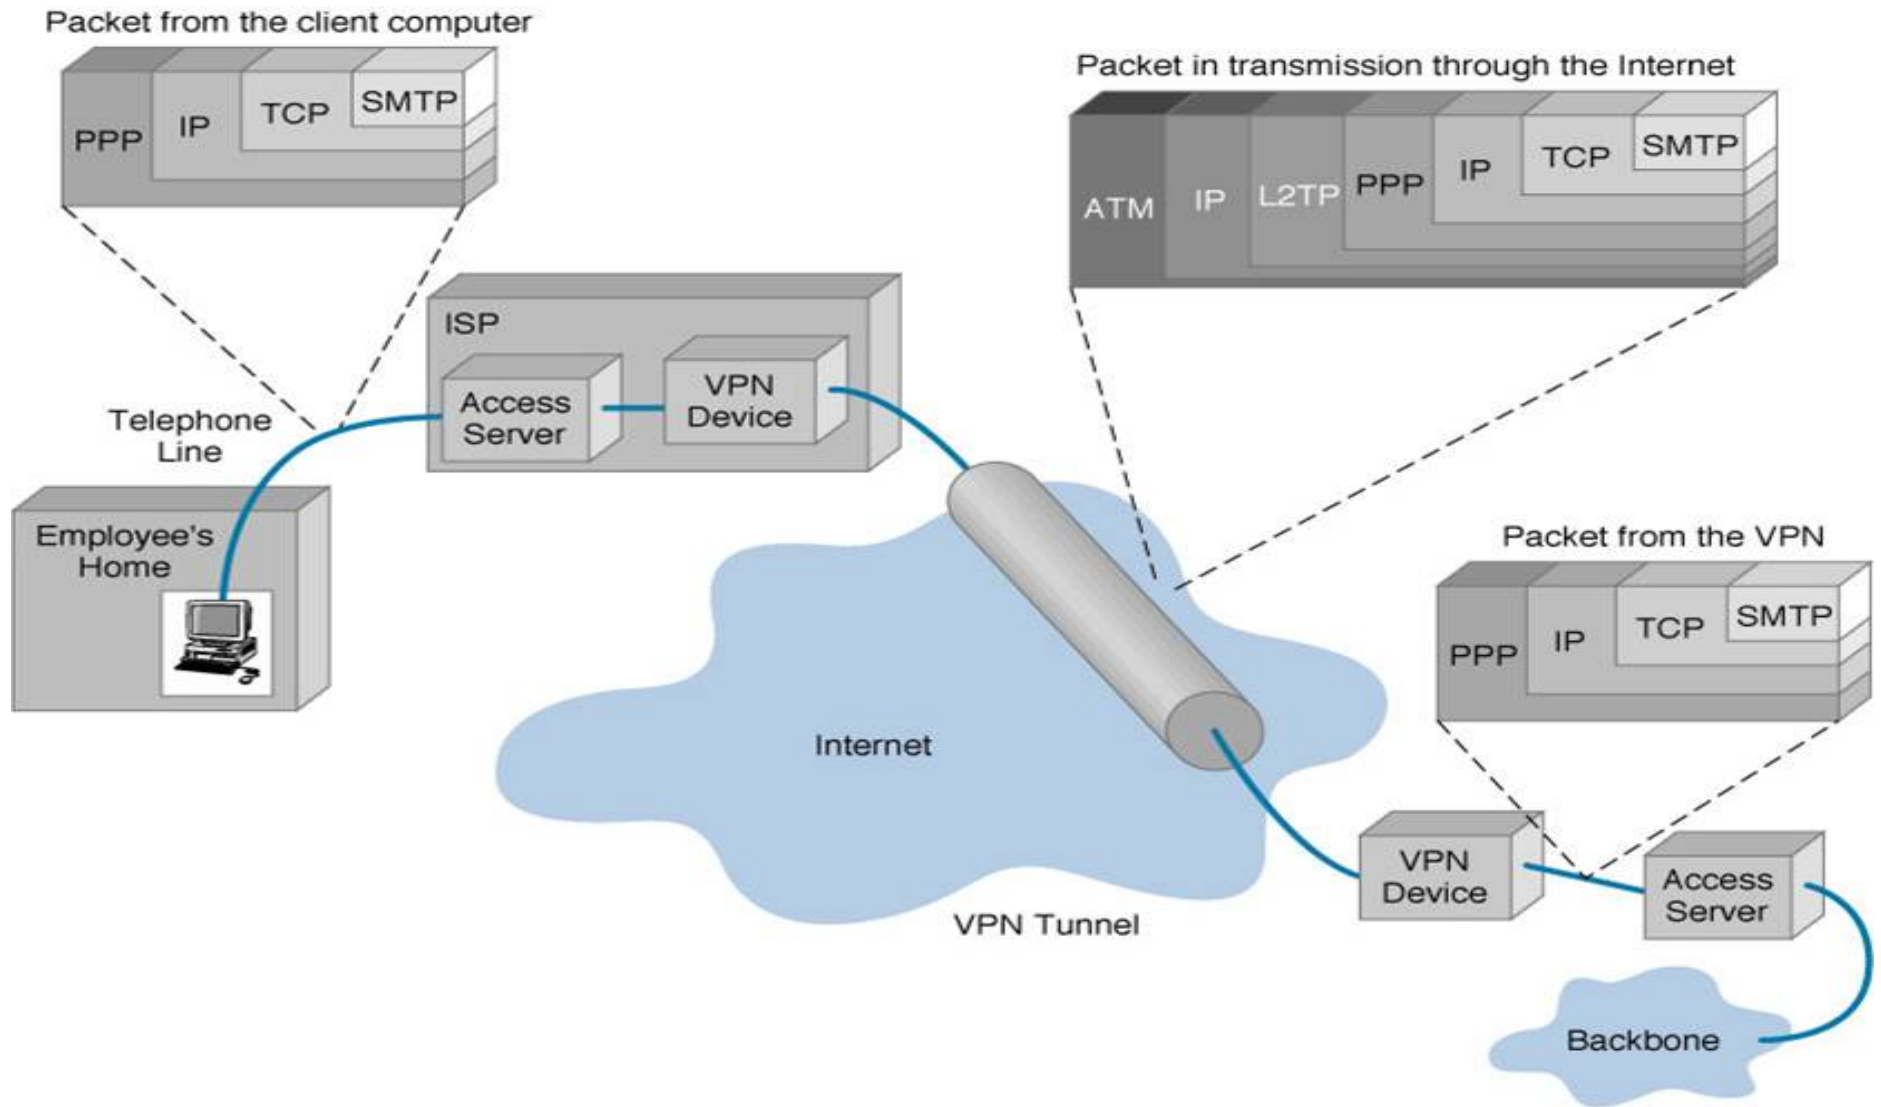 Packet from the client computer
PPP
IP
TCP
SMTP
Packet in transmission through the Internet
ATM
IP
L2TP
PPP
IP
TCP
SMTP
ISP
Access
Server
VPN
Device
Telephone
Line
Employee's
Home
Packet from the VPN
PPP
IP
TCP
SMTP
Internet
VPN Tunnel
VPN
Device
Access
Server
Backbone